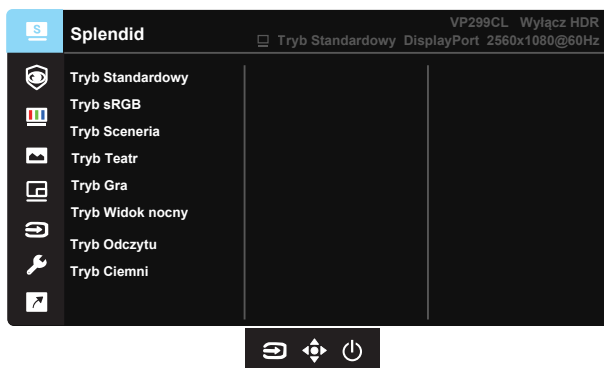 S
Splendid
VP299CL Wyłącz HDR
Tryb Standardowy DisplayPort 2560x1080@60Hz
Tryb Standardowy
Tryb sRGB
Tryb Sceneria
Tryb Teatr
Tryb Gra
Tryb Widok nocny
Tryb Odczytu
Tryb Ciemni